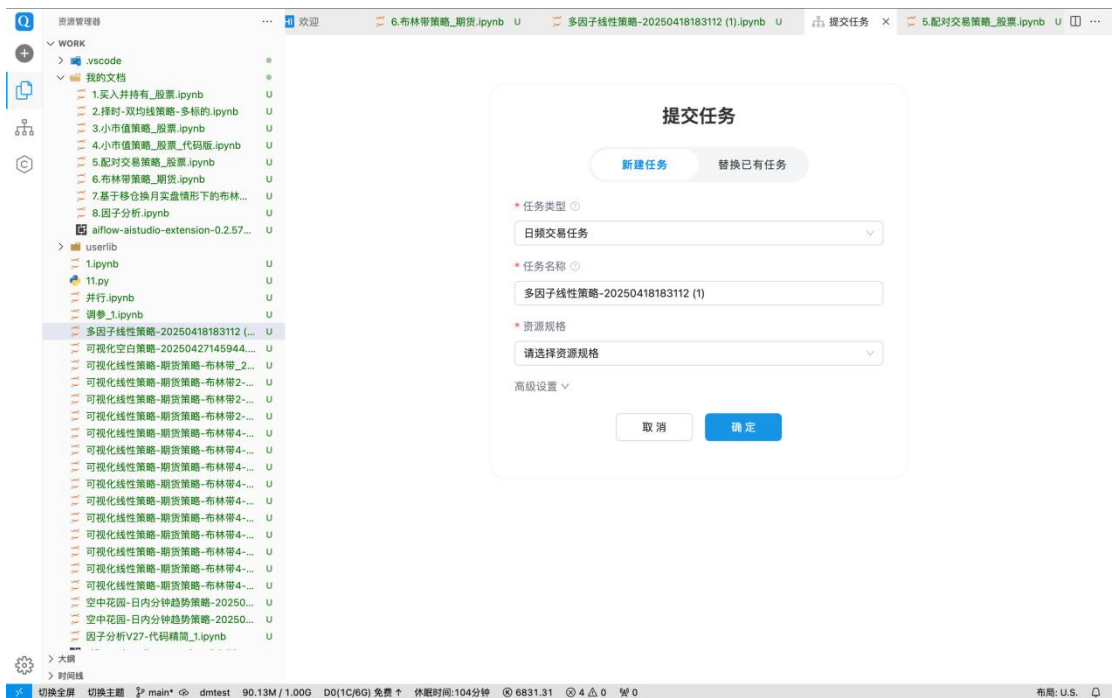 资源管理器
欢迎
6.布林带策略_期货.ipynb U
多因子线性策略-20250418183112 (1).ipynb U
提交任务
5.配对交易策略_股票.ipynb U
WORK
.vscode
我的文档
1.买入并持有_股票.ipynb U
2.择时-双均线策略-多标的.ipynb U
3.小市值策略_股票.ipynb U
4.小市值策略_股票_代码版.ipynb U
5.配对交易策略_股票.ipynb U
6.布林带策略_期货.ipynb U
7.基于移仓换月实盘情形下的布林... U
8.因子分析.ipynb U
aiflow-aistudio-extension-0.2.57... U
userlib
1.ipynb U
11.py U
并行.ipynb U
调参_1.ipynb U
多因子线性策略-20250418183112 (... U
可视化空白策略-20250427145944.... U
可视化线性策略-期货策略-布林带_2... U
可视化线性策略-期货策略-布林带2-... U
可视化线性策略-期货策略-布林带2-... U
可视化线性策略-期货策略-布林带2-... U
可视化线性策略-期货策略-布林带4-... U
可视化线性策略-期货策略-布林带4-... U
可视化线性策略-期货策略-布林带4-... U
可视化线性策略-期货策略-布林带4-... U
可视化线性策略-期货策略-布林带4-... U
可视化线性策略-期货策略-布林带4-... U
可视化线性策略-期货策略-布林带4-... U
可视化线性策略-期货策略-布林带4-... U
可视化线性策略-期货策略-布林带4-... U
可视化线性策略-期货策略-布林带4-... U
空中花园-日内分钟趋势策略-20250... U
空中花园-日内分钟趋势策略-20250... U
因子分析V27-代码精简_1.ipynb U
大纲
时间线
提交任务
新建任务 替换已有任务
* 任务类型
日频交易任务
* 任务名称
多因子线性策略-20250418183112 (1)
* 资源规格
请选择资源规格
高级设置
取 消 确 定
切换全屏 切换主题 main* dmtest 90.13M / 1.00G D0(1C/6G) 免费 休眠时间:104分钟 6831.31 4 0 0 布局: U.S.